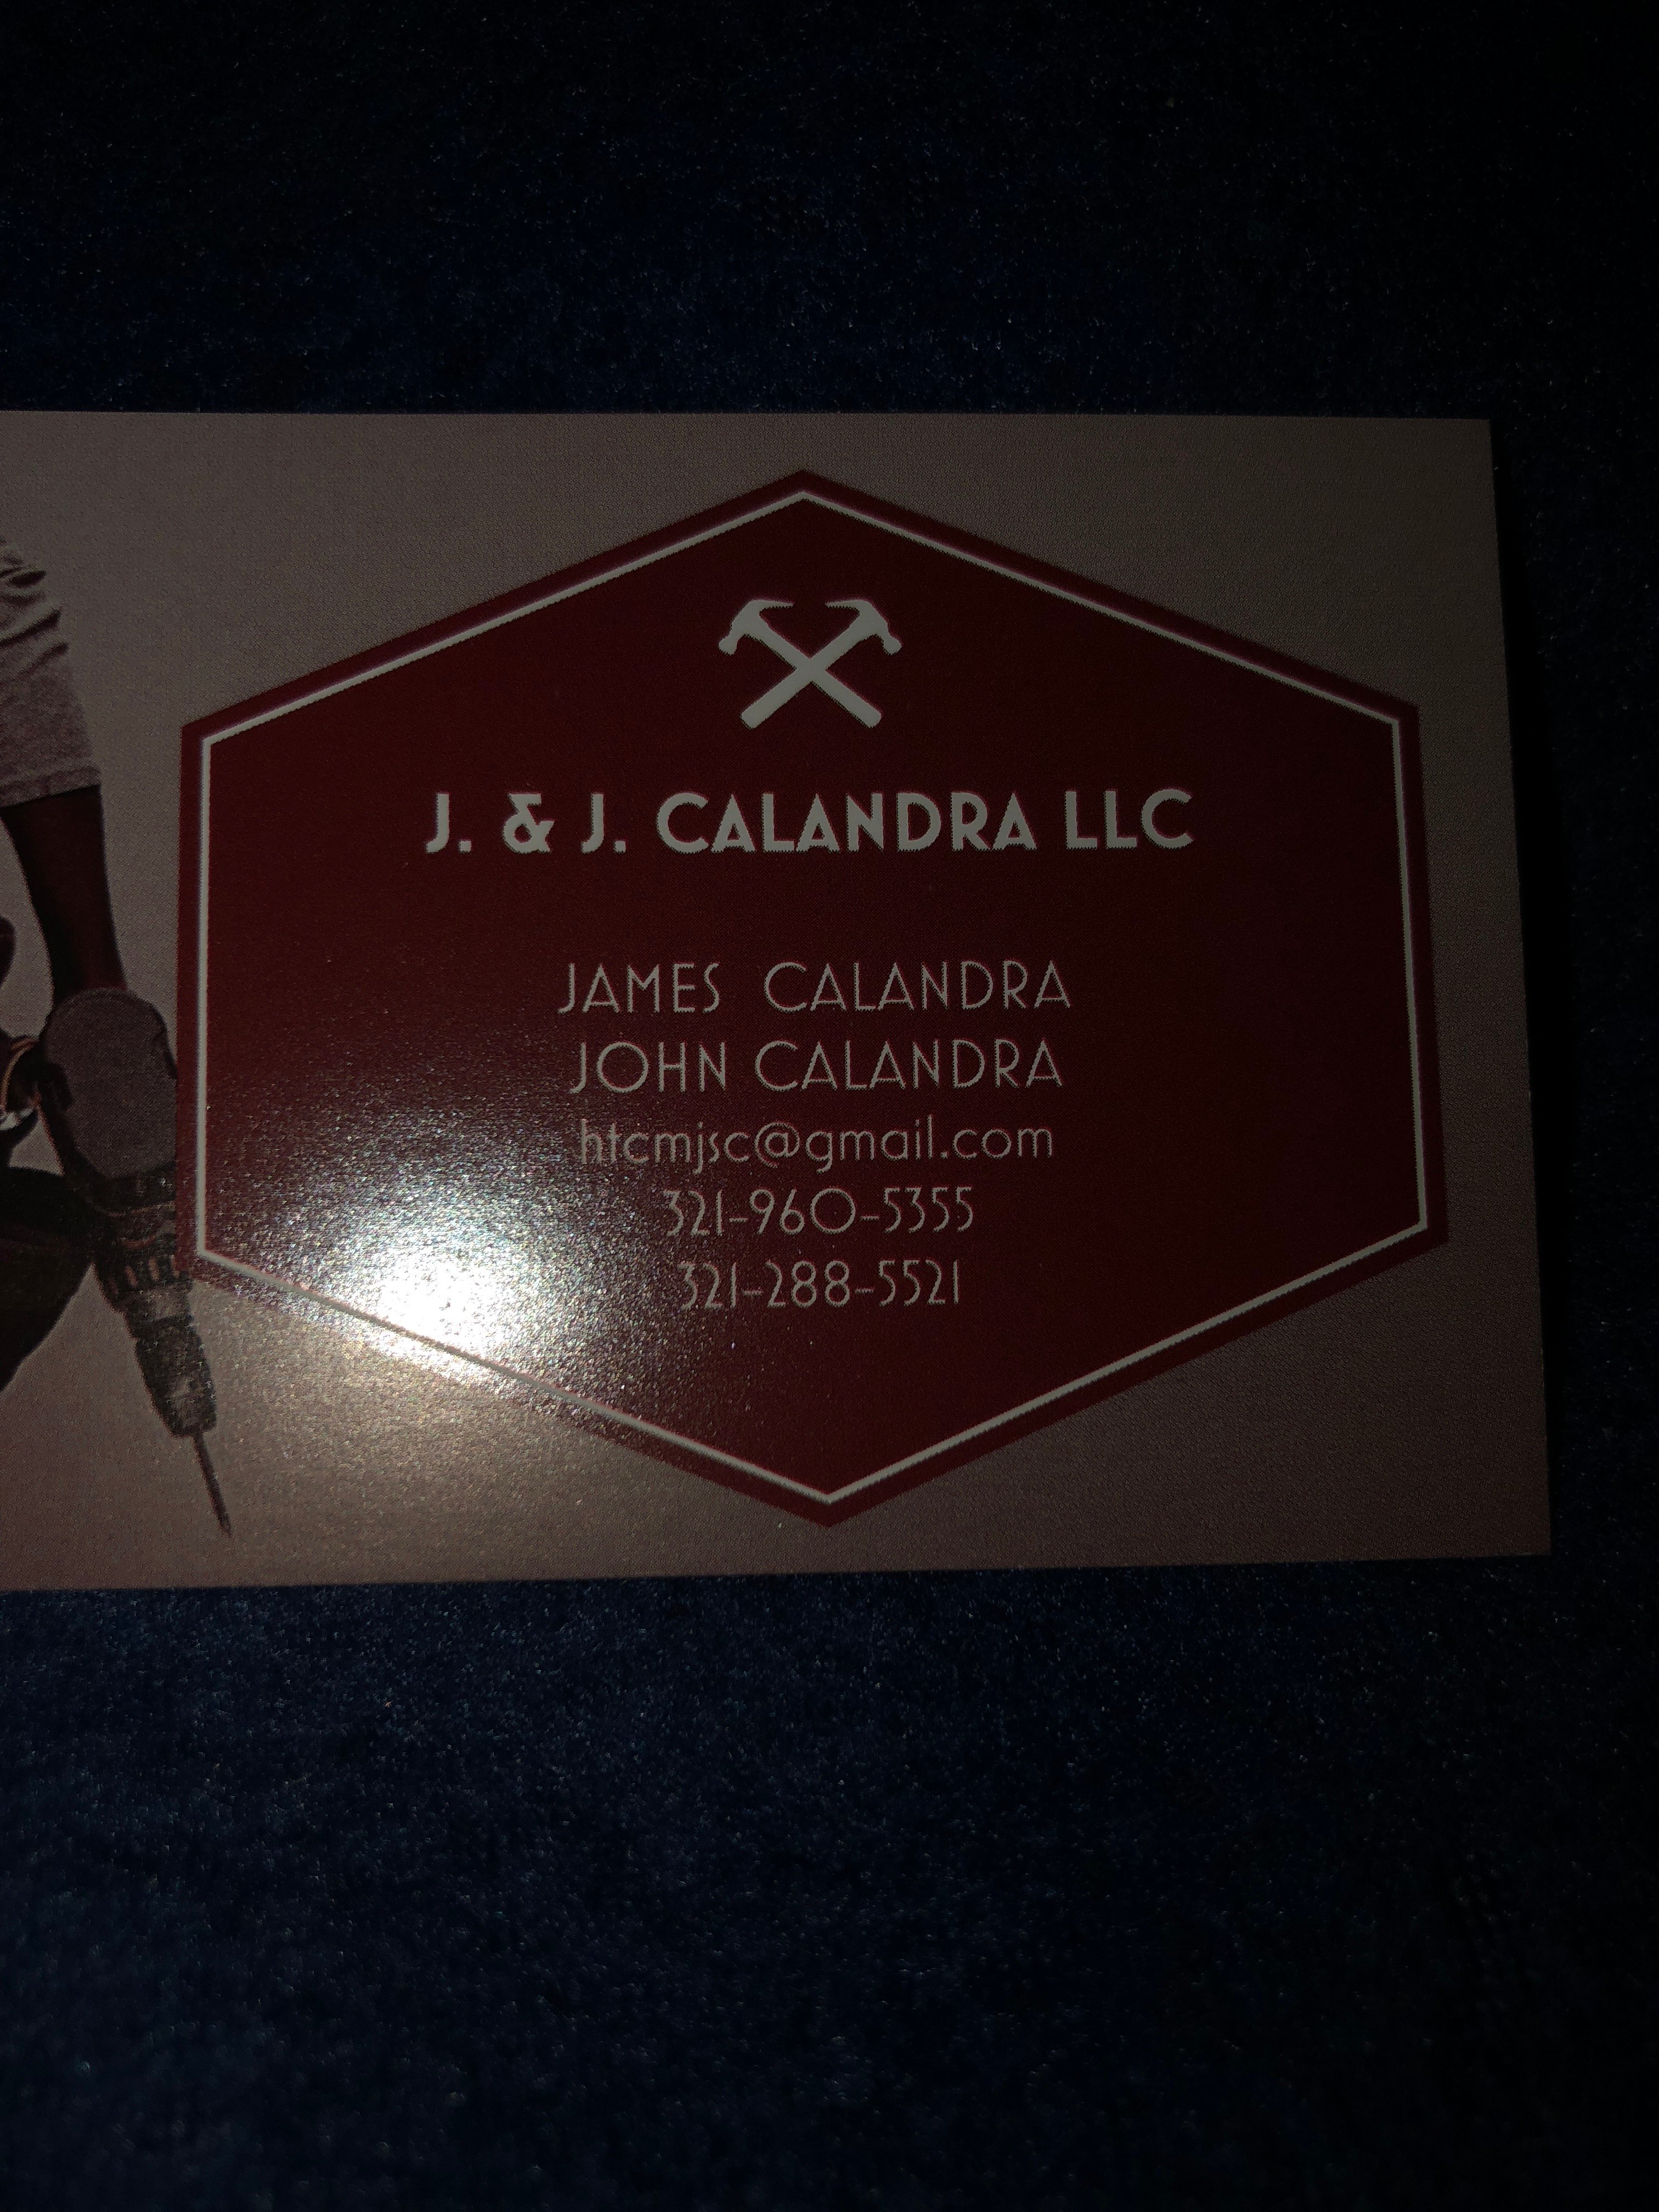 J. & J. CALANDRA LLC
JAMES CALANDRA
JOHN CALANDRA
htcmjsc@gmail.com
321-960-5355
321-288-5521